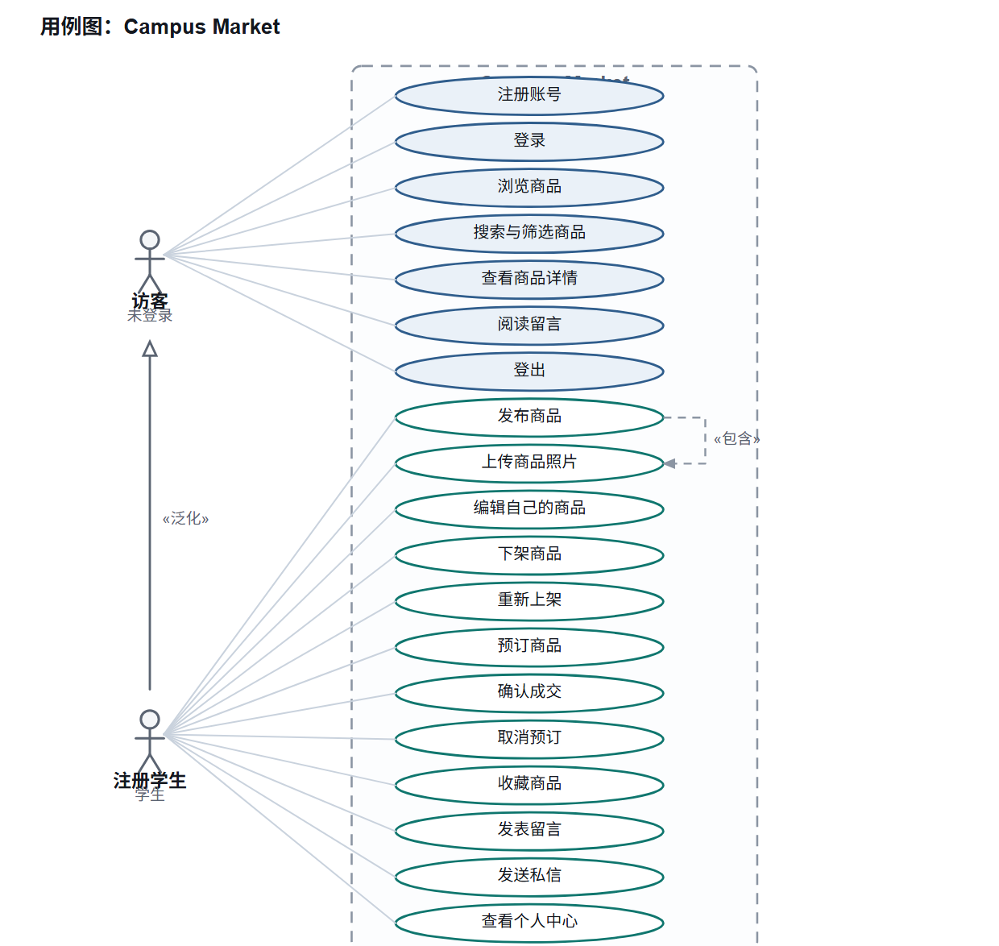 用例图：Campus Market
注册账号
登录
浏览商品
搜索与筛选商品
查看商品详情
访客
未登录
阅读留言
登出
发布商品
«包含»
上传商品照片
编辑自己的商品
«泛化»
下架商品
重新上架
预订商品
确认成交
取消预订
注册学生
学生
收藏商品
发表留言
发送私信
查看个人中心